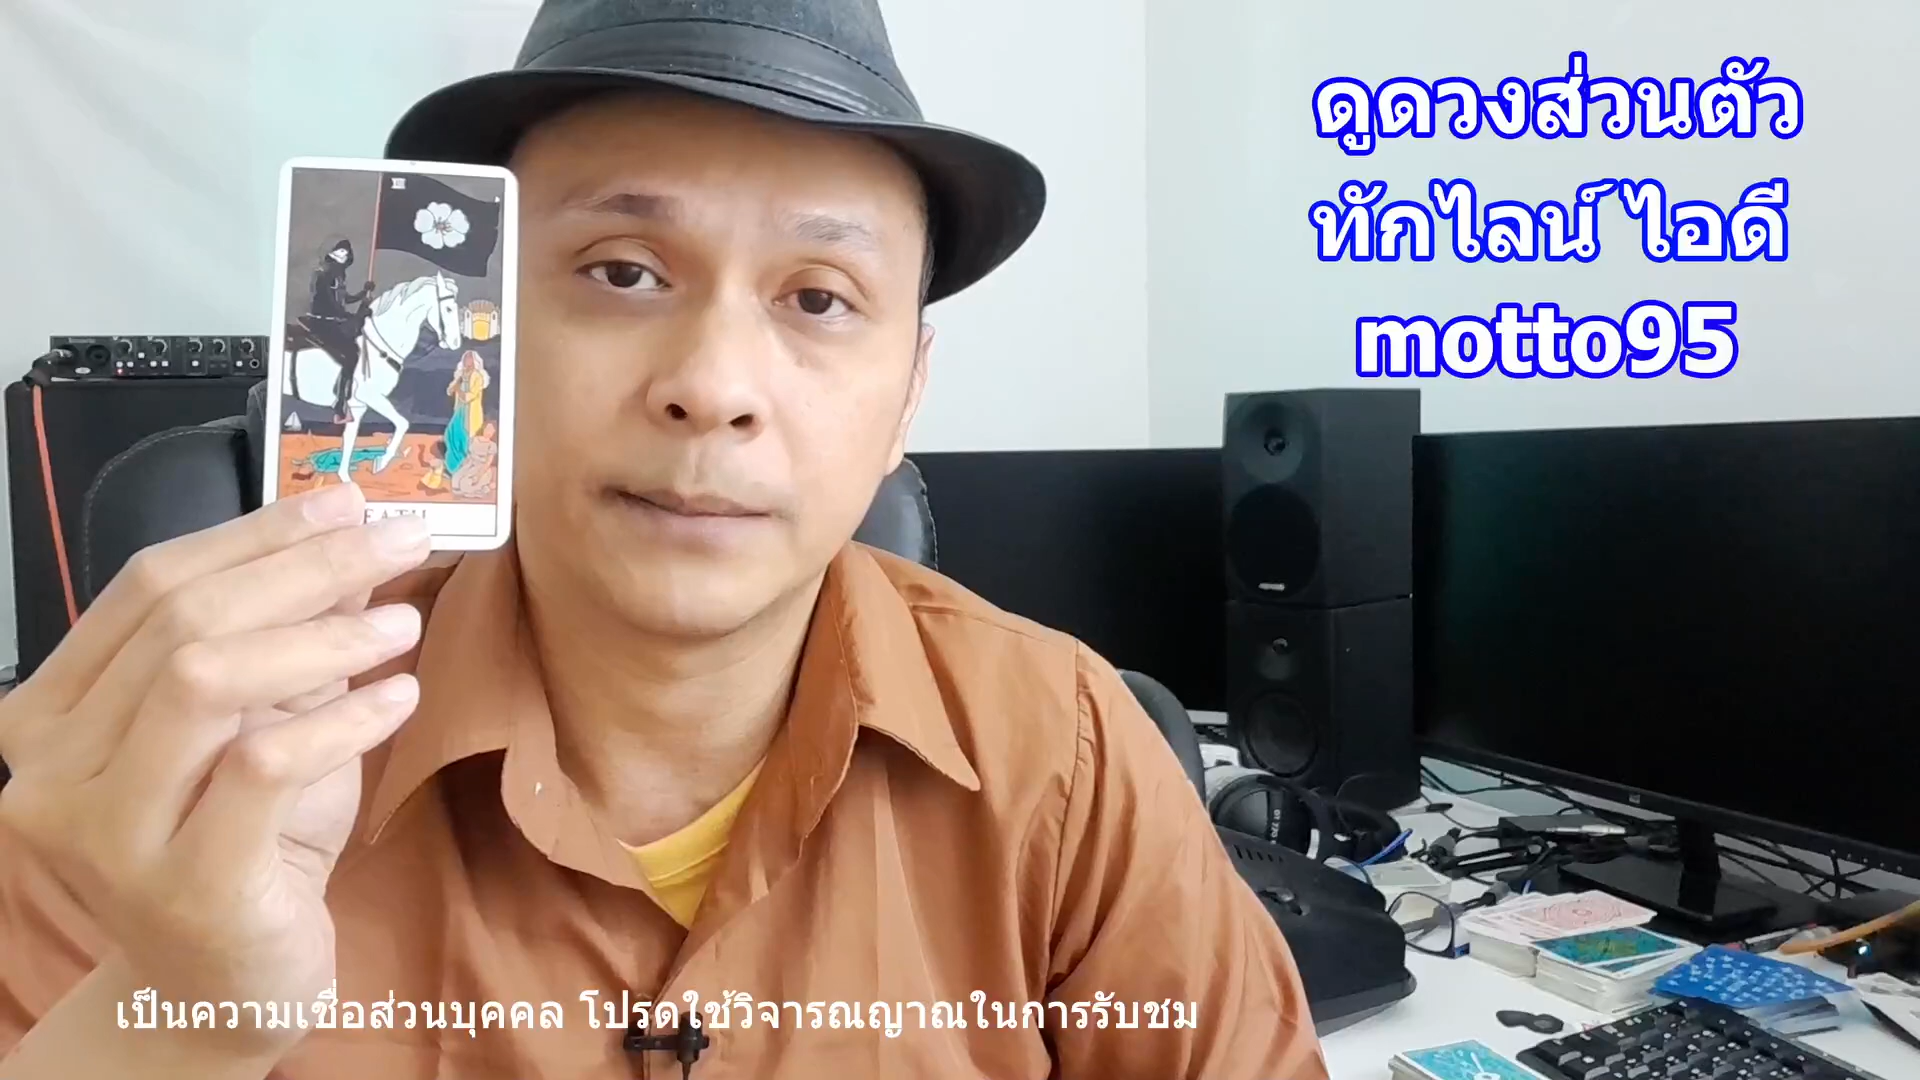 ดูดวงส่วนตัว
ทักไลน์ ไอดี
motto95
XIII
DEATH
เป็นความเชื่อส่วนบุคคล โปรดใช้วิจารณญาณในการรับชม